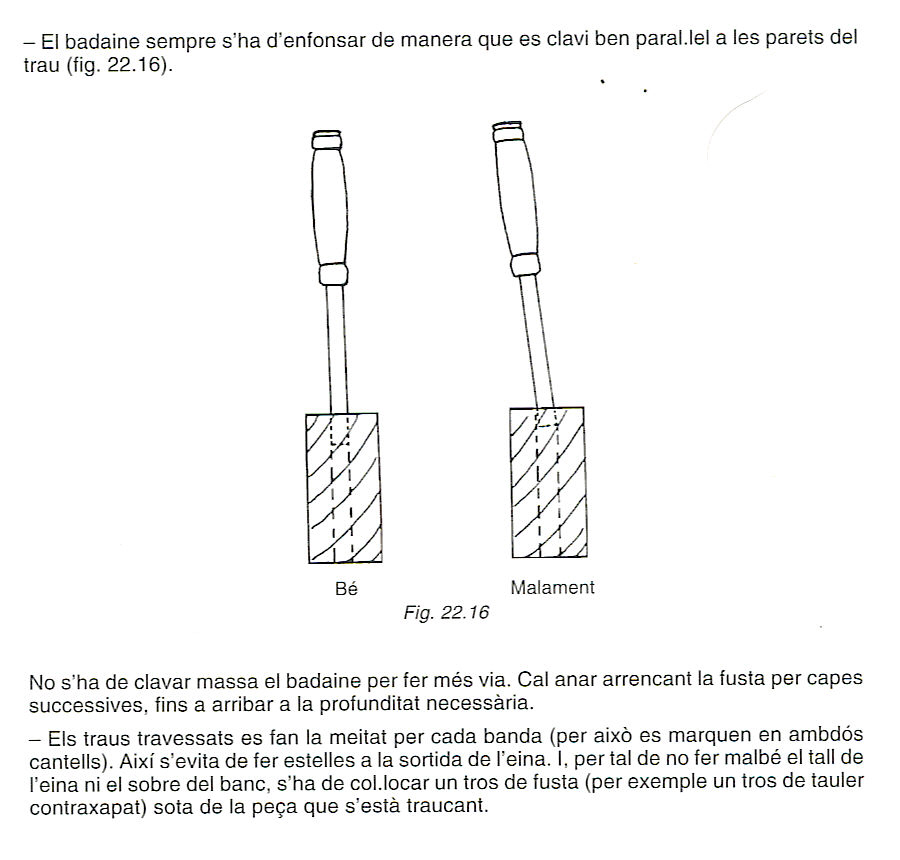 – El badaine sempre s'ha d'enfonsar de manera que es clavi ben paral.lel a les parets del
trau (fig. 22.16).
Bé
Malament
Fig. 22.16
No s'ha de clavar massa el badaine per fer més via. Cal anar arrencant la fusta per capes
successives, fins a arribar a la profunditat necessària.
– Els traus travessats es fan la meitat per cada banda (per això es marquen en ambdós
cantells). Així s'evita de fer estelles a la sortida de l'eina. I, per tal de no fer malbé el tall de
l'eina ni el sobre del banc, s'ha de col.locar un tros de fusta (per exemple un tros de tauler
contraxapat) sota de la peça que s'està traucant.